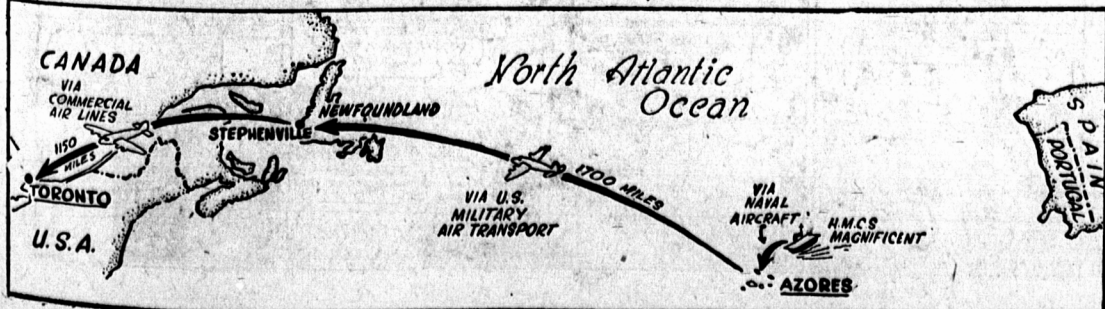 CANADA
VIA
COMMERCIAL
AIR LINES
1150
MILES
TORONTO
U.S.A.
STEPHENVILLE
NEWFOUNDLAND
North Atlantic
Ocean
VIA U.S.
MILITARY
AIR TRANSPORT
1700 MILES
VIA
NAVAL
AIRCRAFT
H.M.C.S
MAGNIFICENT
AZORES
SPAIN
PORTUGAL